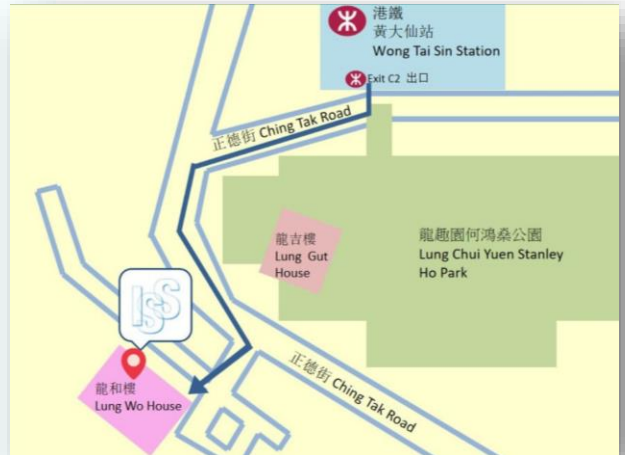 港鐵
黃大仙站
Wong Tai Sin Station
Exit C2 出口
正德街 Ching Tak Road
龍吉樓
Lung Gut
House
龍趣園何鴻燊公園
Lung Chui Yuen Stanley
Ho Park
ISS
正德街 Ching Tak Road
龍和樓
Lung Wo House